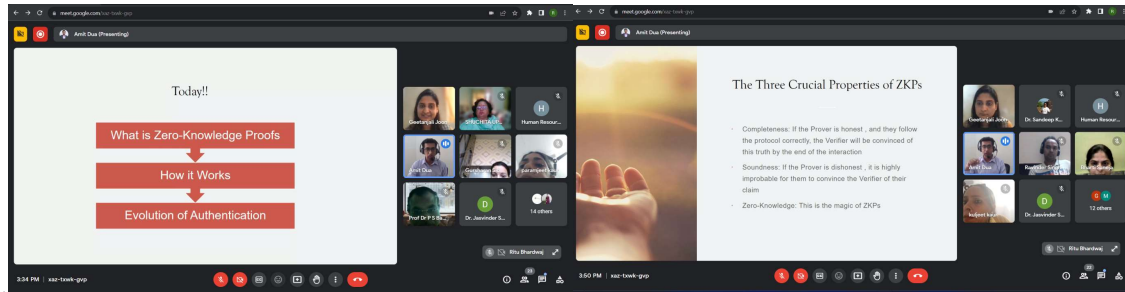 meet.google.com/xaz-txwk-gvp
Amit Dua (Presenting)
Today!!
What is Zero-Knowledge Proofs
How it Works
Evolution of Authentication
Geetanjali John
Human Resour...
H
Amit Dua
paramjeet kaur
Prof Dr P S
D
Dr. Jasvinder S...
14 others
Ritu Bhardwaj
3:34 PM | xaz-txwk-gvp
23
meet.google.com/xaz-txwk-gvp
Amit Dua (Presenting)
The Three Crucial Properties of ZKPs
· Completeness: If the Prover is honest , and they follow
the protocol correctly, the Verifier will be convinced of
this truth by the end of the interaction
· Soundness: If the Prover is dishonest , it is highly
improbable for them to convince the Verifier of their
claim
· Zero-Knowledge: This is the magic of ZKPs
Geetanjali John
Dr. Sandeep K...
H
Human Resour...
Amit Dua
kuljeet kaur
D
Dr. Jasvinder S...
G M
12 others
Ritu Bhardwaj
3:50 PM | xaz-txwk-gvp